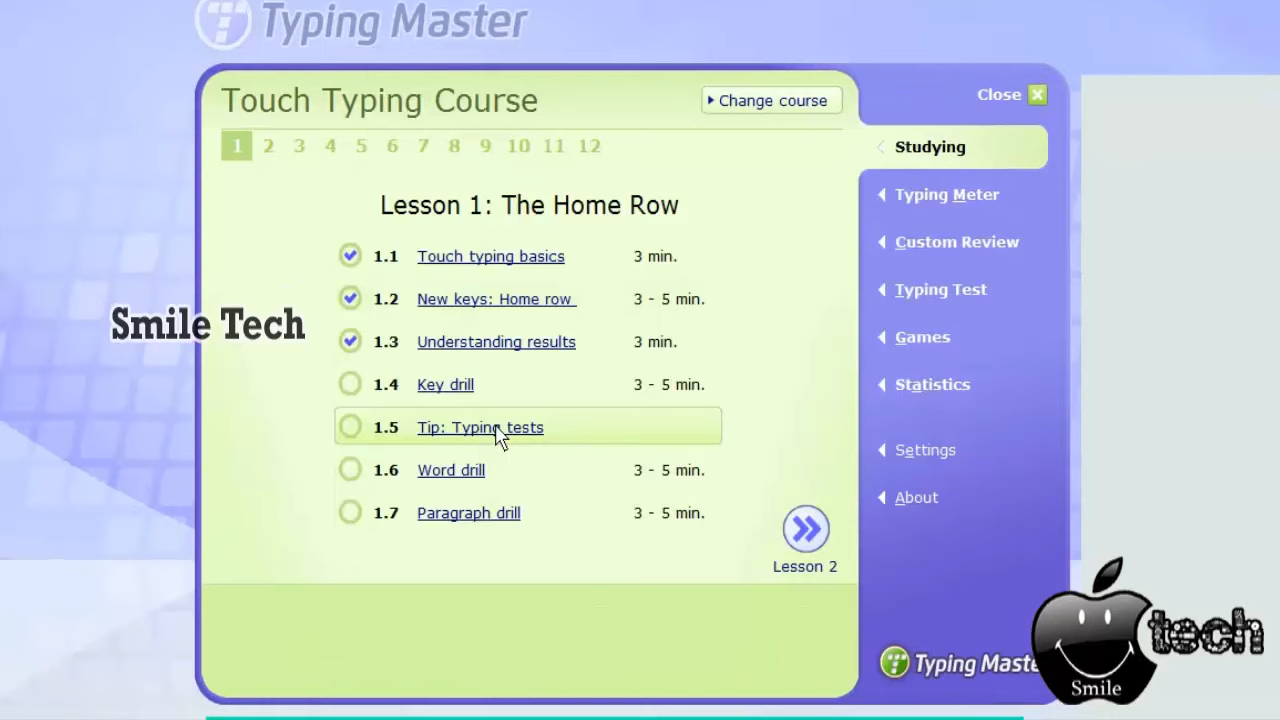 Typing Master
Touch Typing Course
Change course
Close
1 2 3 4 5 6 7 8 9 10 11 12
Studying
Typing Meter
Custom Review
Typing Test
Games
Statistics
Settings
About
Lesson 1: The Home Row
1.1 Touch typing basics 3 min.
1.2 New keys: Home row 3 - 5 min.
1.3 Understanding results 3 min.
1.4 Key drill 3 - 5 min.
1.5 Tip: Typing tests
1.6 Word drill 3 - 5 min.
1.7 Paragraph drill 3 - 5 min.
Lesson 2
Smile Tech
Typing Maste
tech
Smile